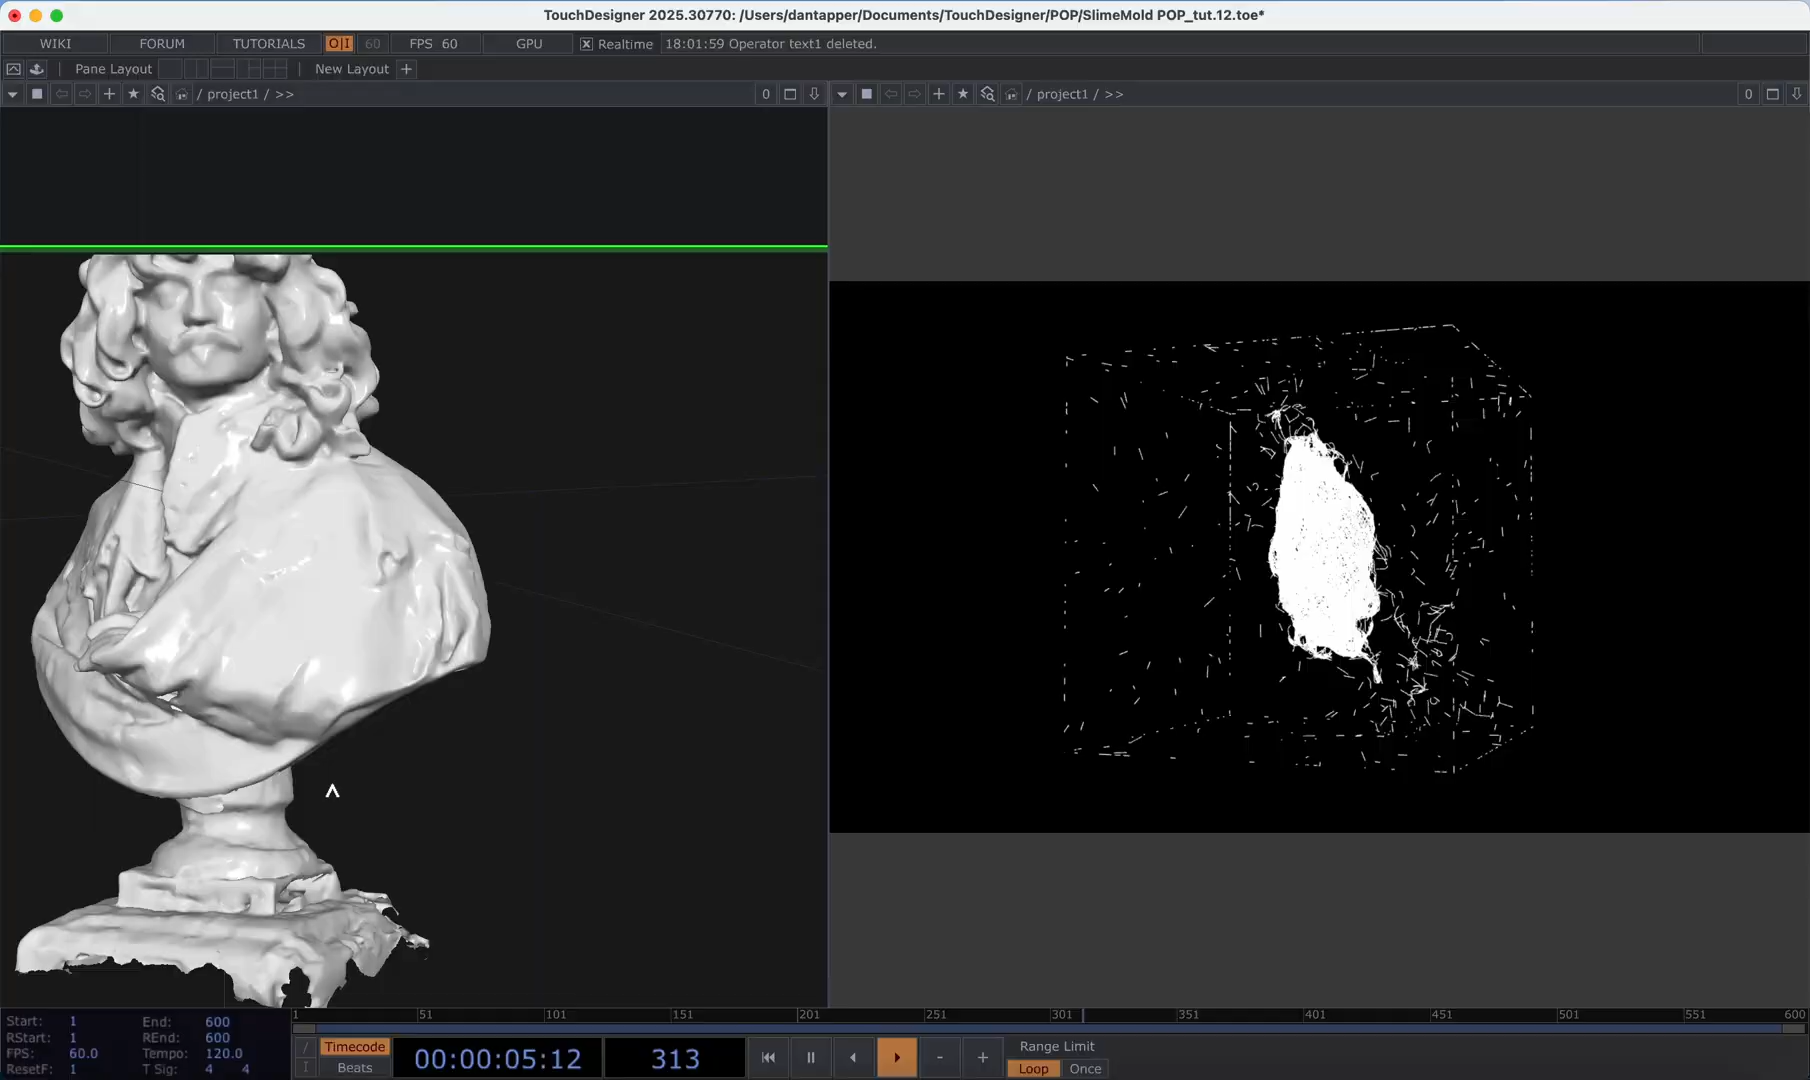 TouchDesigner 2025.30770: /Users/dantapper/Documents/TouchDesigner/POP/SlimeMold POP_tut.12.toe*
WIKI FORUM TUTORIALS O|I 60 FPS 60 GPU X Realtime 18:01:59 Operator text1 deleted.
Pane Layout New Layout +
/ project1 / >> 0
/ project1 / >> 0
1 51 101 151 201 251 301 351 401 451 501 551 600
Start: 1 End: 600
RStart: 1 REnd: 600
FPS: 60.0 Tempo: 120.0
ResetF: 1 T Sig: 4 4
Timecode
Beats
00:00:05:12
313
- +
Range Limit
Loop Once